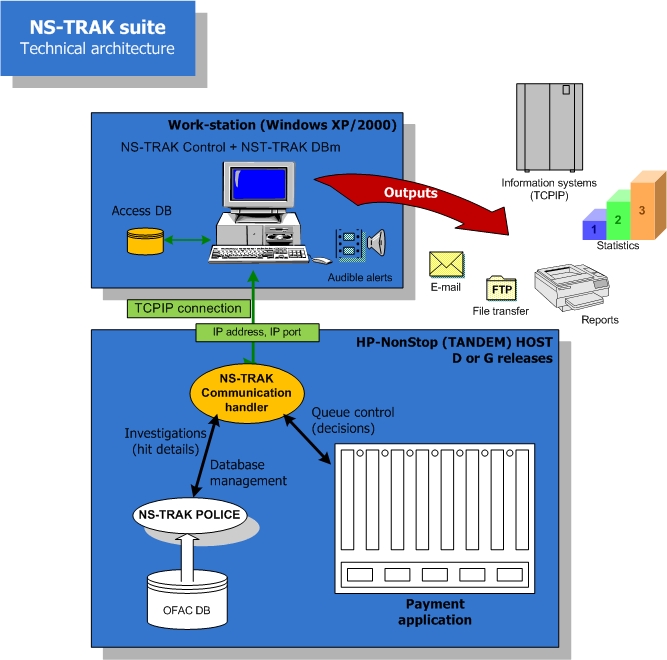 NS-TRAK suite
Technical architecture
Work-station (Windows XP/2000)
NS-TRAK Control + NST-TRAK DBm
Access DB
Audible alerts
Outputs
Information systems
(TCPIP)
1
2
3
Statistics
E-mail
FTP
File transfer
Reports
TCPIP connection
IP address, IP port
HP-NonStop (TANDEM) HOST
D or G releases
NS-TRAK
Communication
handler
Queue control
(decisions)
Investigations
(hit details)
Database
management
NS-TRAK POLICE
OFAC DB
Payment
application